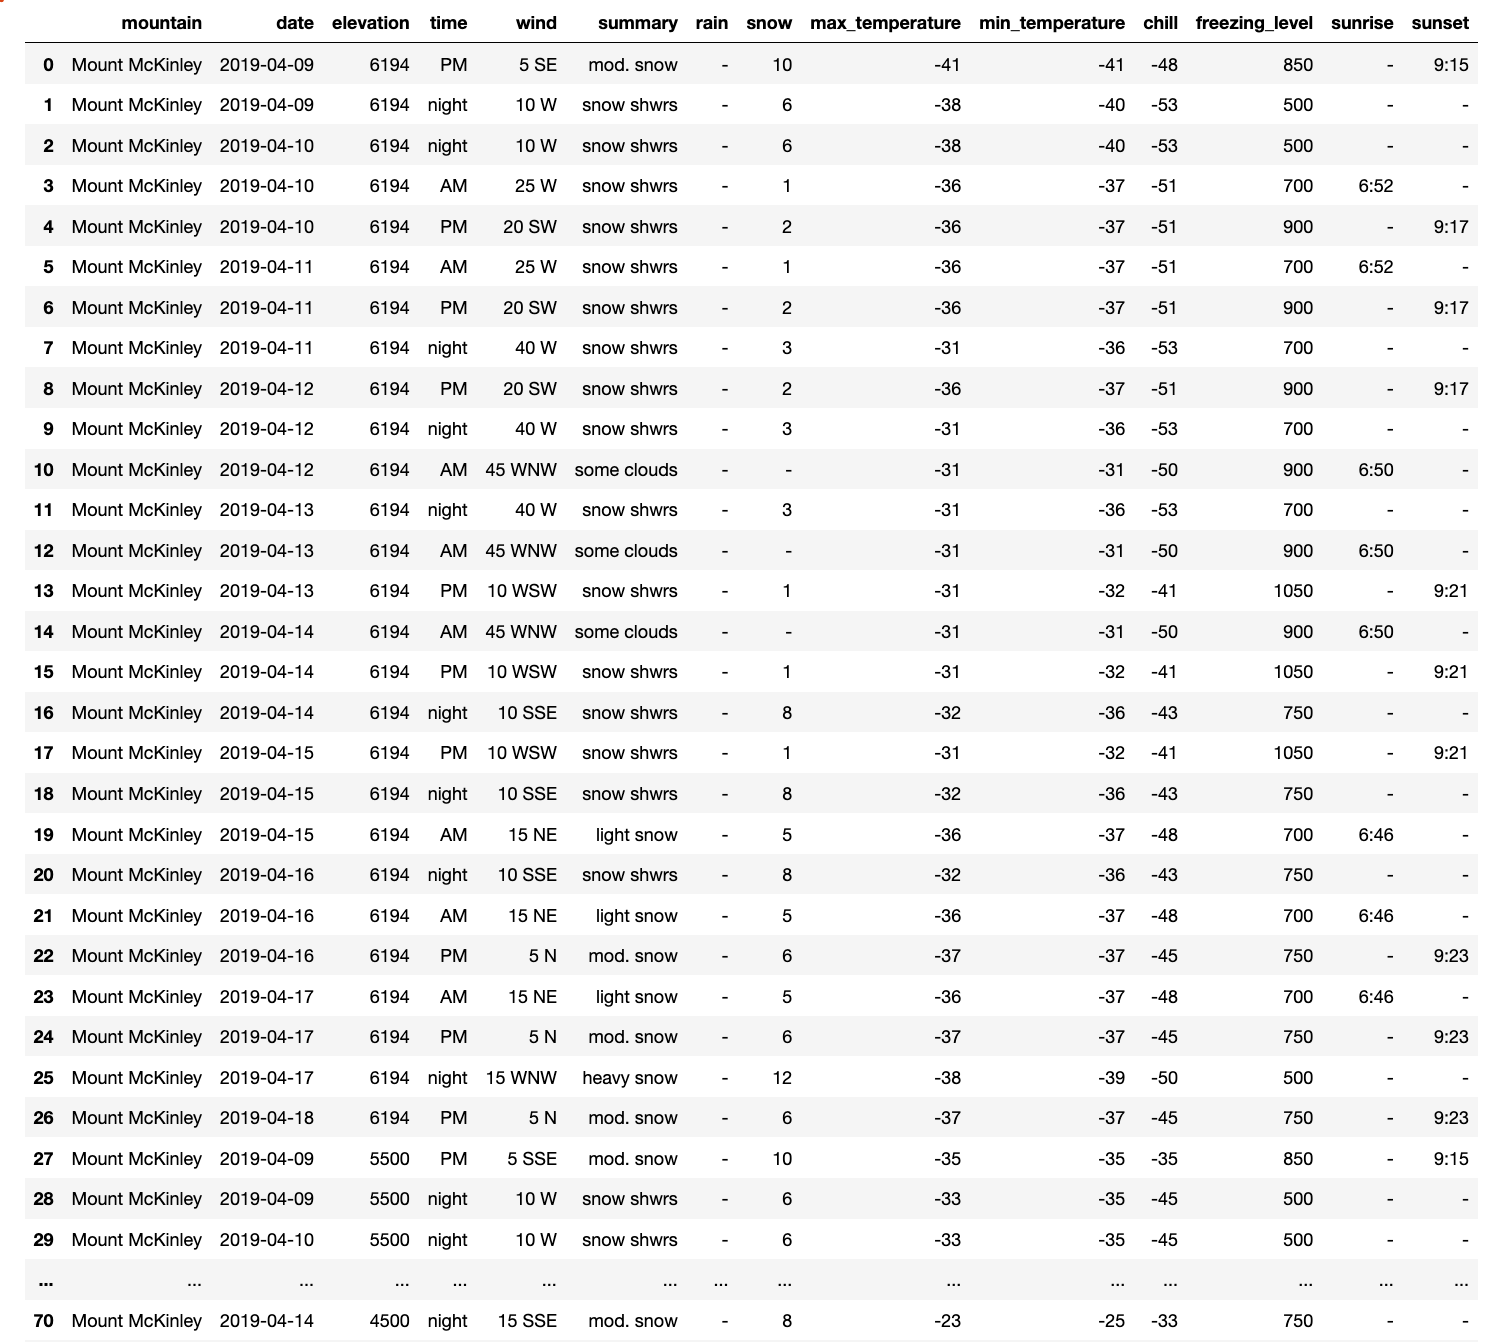 mountain date elevation time wind summary rain snow max_temperature min_temperature chill freezing_level sunrise sunset
0 Mount McKinley 2019-04-09 6194 PM 5 SE mod. snow - 10 -41 -41 -48 850 - 9:15
1 Mount McKinley 2019-04-09 6194 night 10 W snow shwrs - 6 -38 -40 -53 500 - -
2 Mount McKinley 2019-04-10 6194 night 10 W snow shwrs - 6 -38 -40 -53 500 - -
3 Mount McKinley 2019-04-10 6194 AM 25 W snow shwrs - 1 -36 -37 -51 700 6:52 -
4 Mount McKinley 2019-04-10 6194 PM 20 SW snow shwrs - 2 -36 -37 -51 900 - 9:17
5 Mount McKinley 2019-04-11 6194 AM 25 W snow shwrs - 1 -36 -37 -51 700 6:52 -
6 Mount McKinley 2019-04-11 6194 PM 20 SW snow shwrs - 2 -36 -37 -51 900 - 9:17
7 Mount McKinley 2019-04-11 6194 night 40 W snow shwrs - 3 -31 -36 -53 700 - -
8 Mount McKinley 2019-04-12 6194 PM 20 SW snow shwrs - 2 -36 -37 -51 900 - 9:17
9 Mount McKinley 2019-04-12 6194 night 40 W snow shwrs - 3 -31 -36 -53 700 - -
10 Mount McKinley 2019-04-12 6194 AM 45 WNW some clouds - - -31 -31 -50 900 6:50 -
11 Mount McKinley 2019-04-13 6194 night 40 W snow shwrs - 3 -31 -36 -53 700 - -
12 Mount McKinley 2019-04-13 6194 AM 45 WNW some clouds - - -31 -31 -50 900 6:50 -
13 Mount McKinley 2019-04-13 6194 PM 10 WSW snow shwrs - 1 -31 -32 -41 1050 - 9:21
14 Mount McKinley 2019-04-14 6194 AM 45 WNW some clouds - - -31 -31 -50 900 6:50 -
15 Mount McKinley 2019-04-14 6194 PM 10 WSW snow shwrs - 1 -31 -32 -41 1050 - 9:21
16 Mount McKinley 2019-04-14 6194 night 10 SSE snow shwrs - 8 -32 -36 -43 750 - -
17 Mount McKinley 2019-04-15 6194 PM 10 WSW snow shwrs - 1 -31 -32 -41 1050 - 9:21
18 Mount McKinley 2019-04-15 6194 night 10 SSE snow shwrs - 8 -32 -36 -43 750 - -
19 Mount McKinley 2019-04-15 6194 AM 15 NE light snow - 5 -36 -37 -48 700 6:46 -
20 Mount McKinley 2019-04-16 6194 night 10 SSE snow shwrs - 8 -32 -36 -43 750 - -
21 Mount McKinley 2019-04-16 6194 AM 15 NE light snow - 5 -36 -37 -48 700 6:46 -
22 Mount McKinley 2019-04-16 6194 PM 5 N mod. snow - 6 -37 -37 -45 750 - 9:23
23 Mount McKinley 2019-04-17 6194 AM 15 NE light snow - 5 -36 -37 -48 700 6:46 -
24 Mount McKinley 2019-04-17 6194 PM 5 N mod. snow - 6 -37 -37 -45 750 - 9:23
25 Mount McKinley 2019-04-17 6194 night 15 WNW heavy snow - 12 -38 -39 -50 500 - -
26 Mount McKinley 2019-04-18 6194 PM 5 N mod. snow - 6 -37 -37 -45 750 - 9:23
27 Mount McKinley 2019-04-09 5500 PM 5 SSE mod. snow - 10 -35 -35 -35 850 - 9:15
28 Mount McKinley 2019-04-09 5500 night 10 W snow shwrs - 6 -33 -35 -45 500 - -
29 Mount McKinley 2019-04-10 5500 night 10 W snow shwrs - 6 -33 -35 -45 500 - -
... ... ... ... ... ... ... ... ... ... ... ... ... ... ...
70 Mount McKinley 2019-04-14 4500 night 15 SSE mod. snow - 8 -23 -25 -33 750 - -